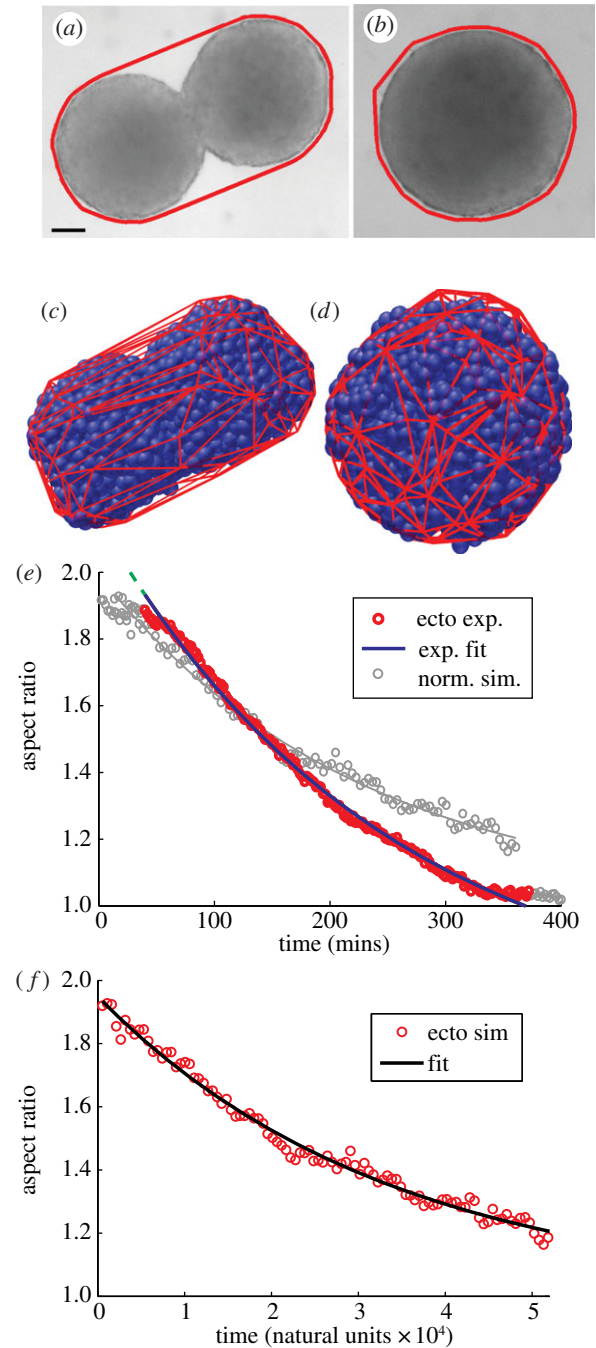 (a)
(b)
(c)
(d)
(e)
2.0
1.8
1.6
1.4
1.2
1.0
aspect ratio
ecto exp.
exp. fit
norm. sim.
0
100
200
300
400
time (mins)
(f)
2.0
1.8
1.6
1.4
1.2
1.0
aspect ratio
ecto sim
fit
0
1
2
3
4
5
time (natural units × 10⁴)